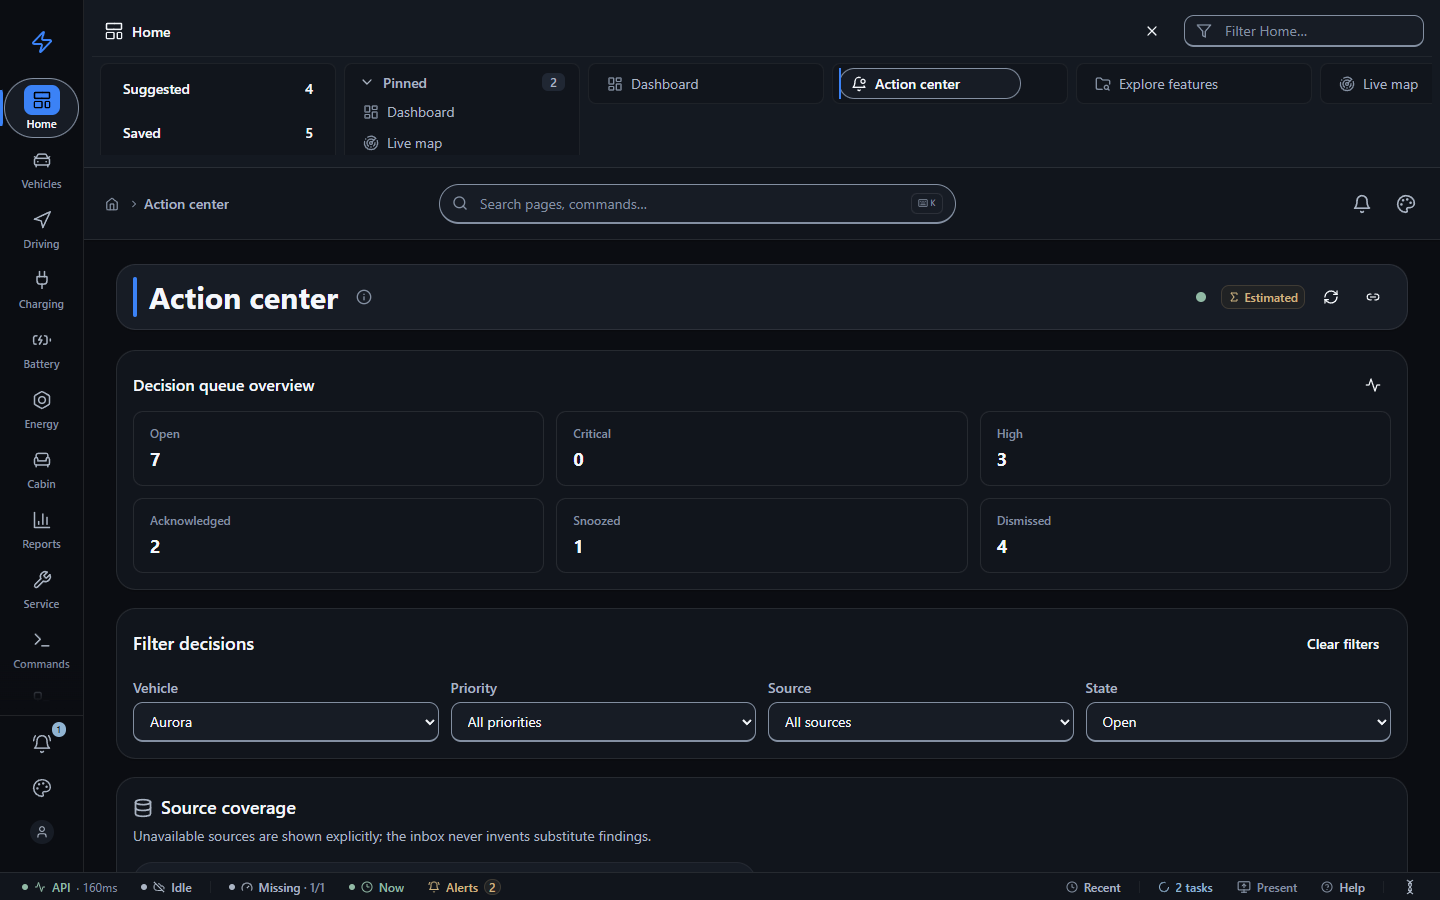 Home
Filter Home...
Suggested 4
Saved 5
Pinned 2
Dashboard
Live map
Dashboard
Action center
Explore features
Live map
Home
Vehicles
Driving
Charging
Battery
Energy
Cabin
Reports
Service
Commands
1
Action center
Search pages, commands...
K
Action center
Estimated
Decision queue overview
Open
7
Critical
0
High
3
Acknowledged
2
Snoozed
1
Dismissed
4
Filter decisions
Clear filters
Vehicle
Aurora
Priority
All priorities
Source
All sources
State
Open
Source coverage
Unavailable sources are shown explicitly; the inbox never invents substitute findings.
API · 160ms
Idle
Missing · 1/1
Now
Alerts 2
Recent
2 tasks
Present
Help